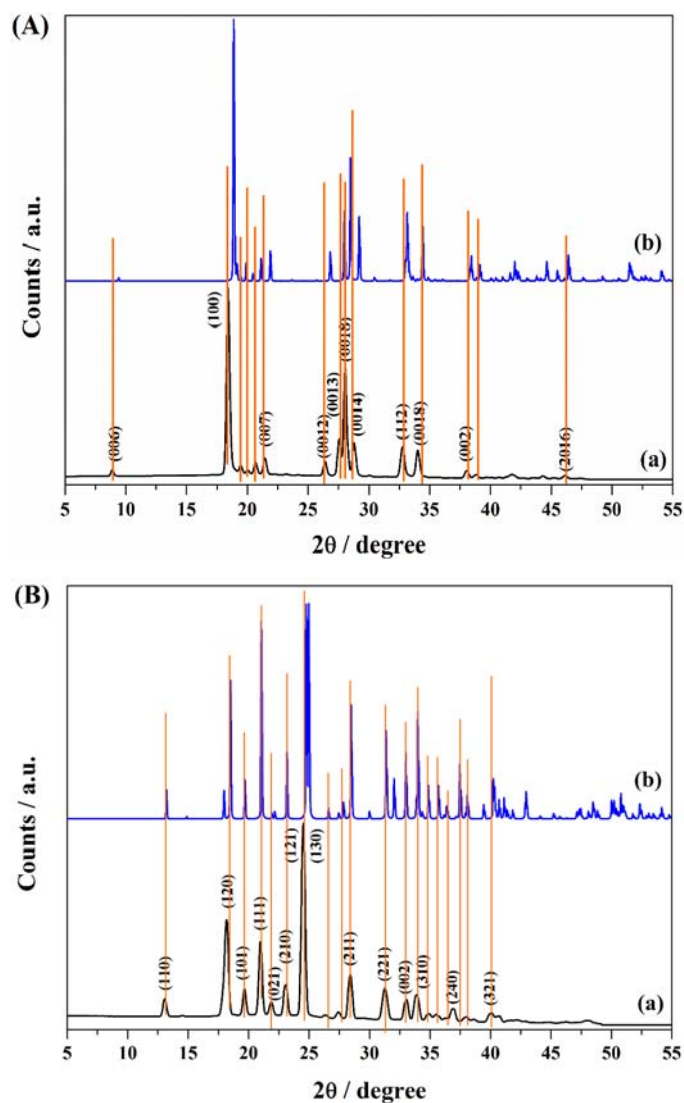 (A)
Counts / a.u.
(b)
(a)
(006)
(100)
(007)
(0012)
(0013)
(0018)
(0014)
(112)
(0018)
(002)
(2016)
5 10 15 20 25 30 35 40 45 50 55
2θ / degree
(B)
Counts / a.u.
(b)
(a)
(110)
(120)
(101)
(111)
(021)
(210)
(121)
(130)
(211)
(221)
(002)
(310)
(240)
(321)
5 10 15 20 25 30 35 40 45 50 55
2θ / degree